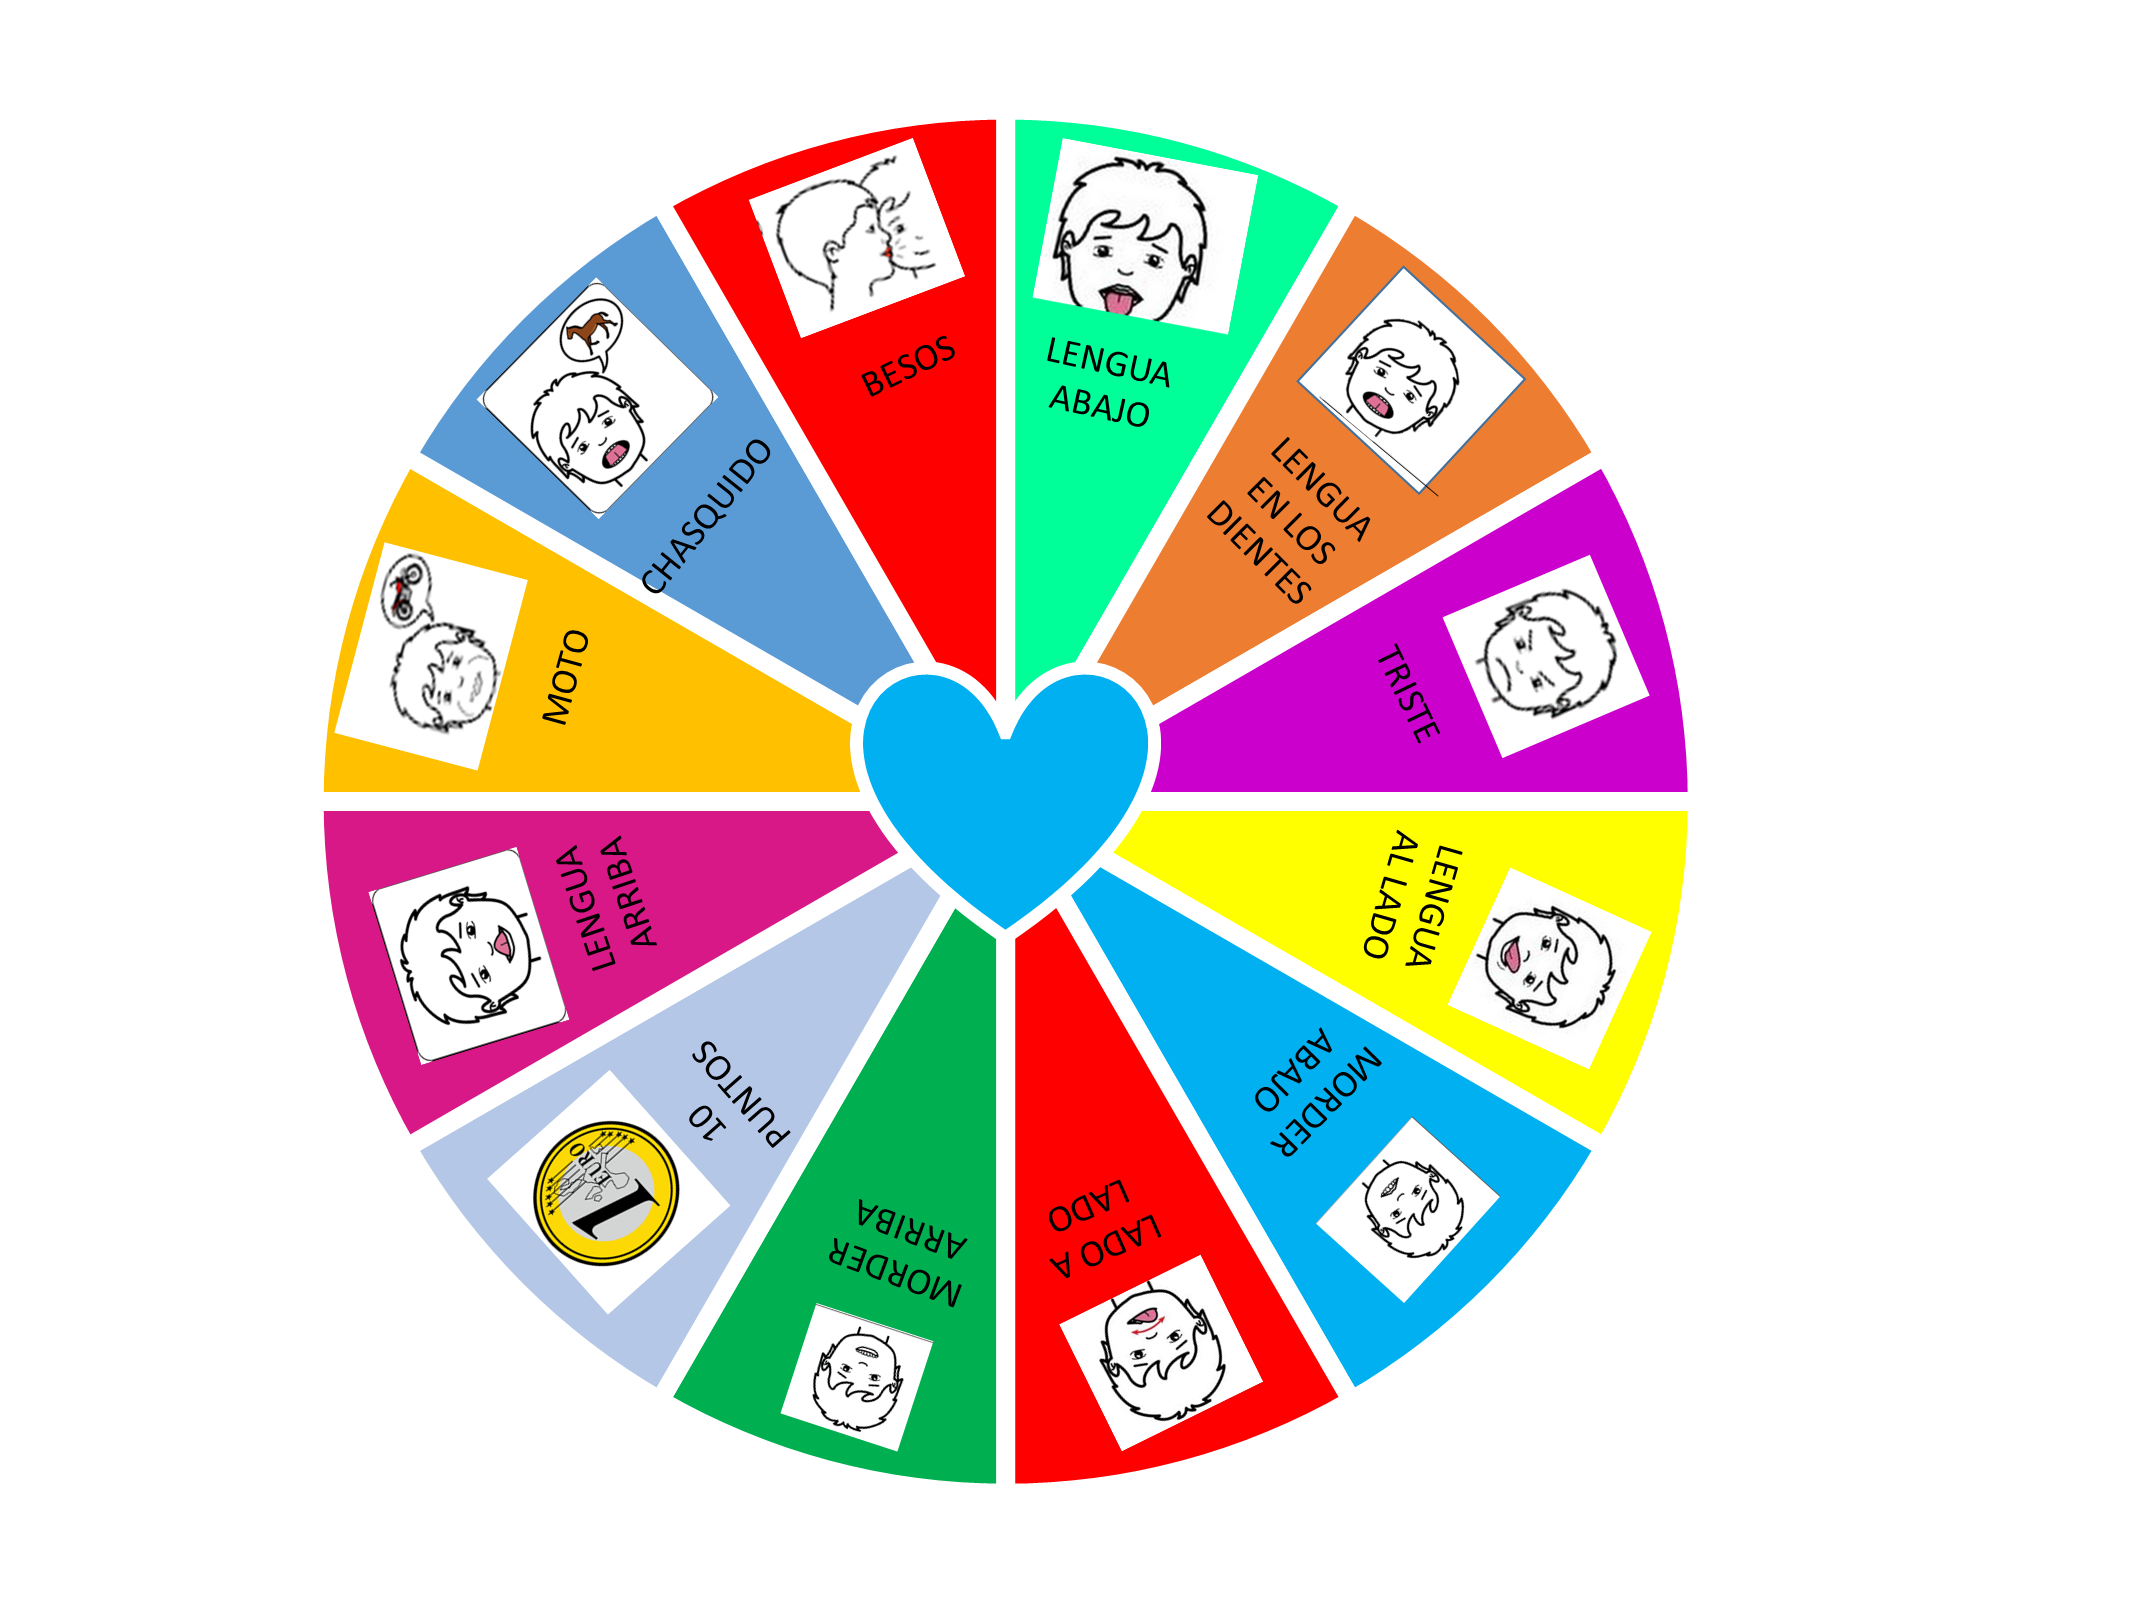 LENGUA
ABAJO
LENGUA
EN LOS
DIENTES
TRISTE
LENGUA
AL LADO
MORDER
ABAJO
LADO A
LADO
MORDER
ARRIBA
10
PUNTOS
1
EURO
LENGUA
ARRIBA
MOTO
CHASQUIDO
BESOS